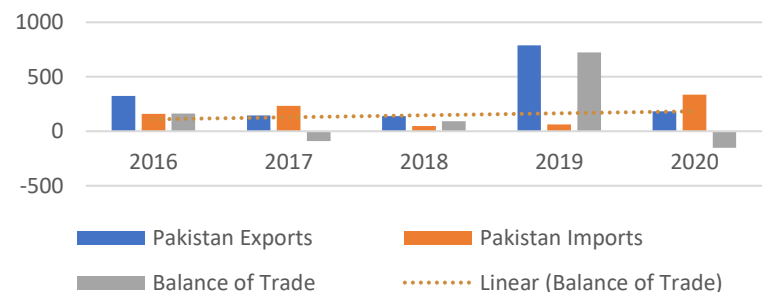 1000
500
0
-500
2016 2017 2018 2019 2020
Pakistan Exports Pakistan Imports
Balance of Trade Linear (Balance of Trade)